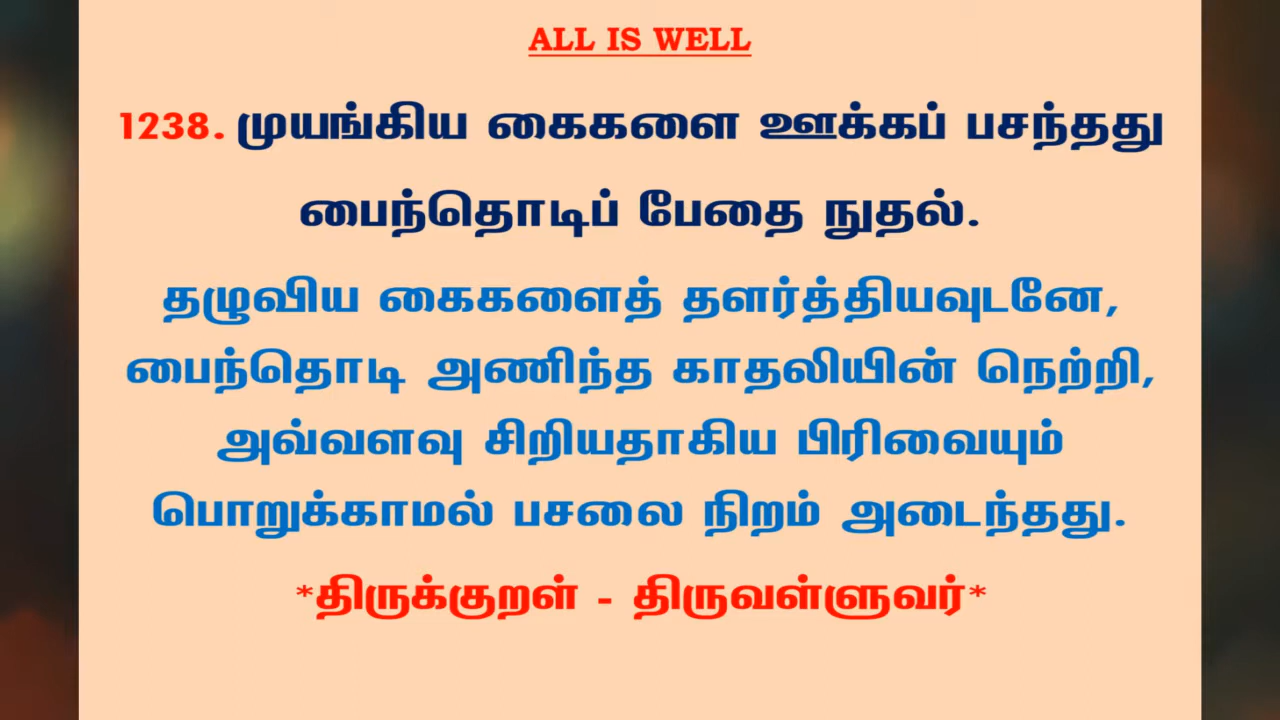 ALL IS WELL
1238. முயங்கிய கைகளை ஊக்கப் பசந்தது
பைந்தொடிப் பேதை நுதல்.
தழுவிய கைகளைத் தளர்த்தியவுடனே,
பைந்தொடி அணிந்த காதலியின் நெற்றி,
அவ்வளவு சிறியதாகிய பிரிவையும்
பொறுக்காமல் பசலை நிறம் அடைந்தது.
*திருக்குறள் - திருவள்ளுவர்*